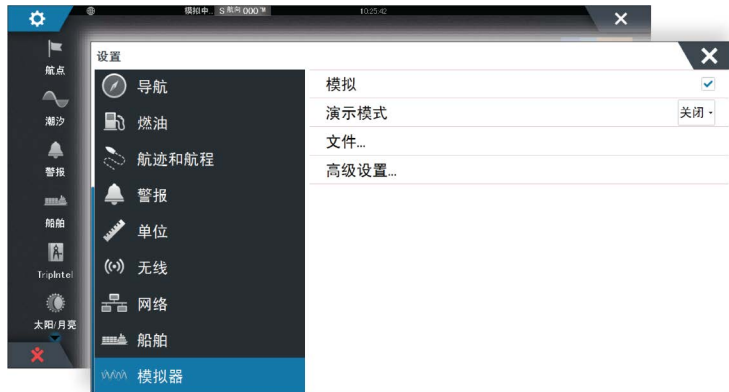 模拟中.. S 航向 000°M 10:25:42
航点
潮汐
警报
船舶
TripIntel
太阳/月亮
设置
导航
燃油
航迹和航程
警报
单位
无线
网络
船舶
模拟器
模拟
演示模式 关闭
文件...
高级设置...